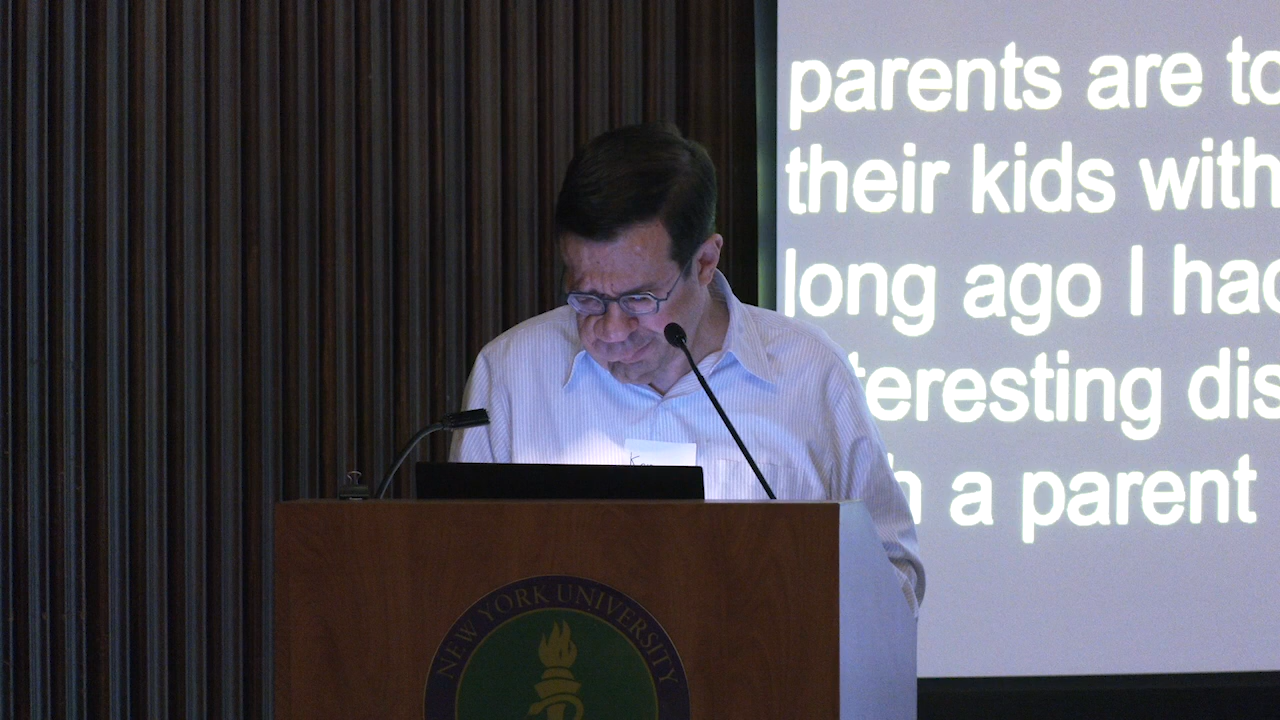 parents are to
their kids with
long ago I had
teresting dis
a parent
NEW YORK UNIVERSITY